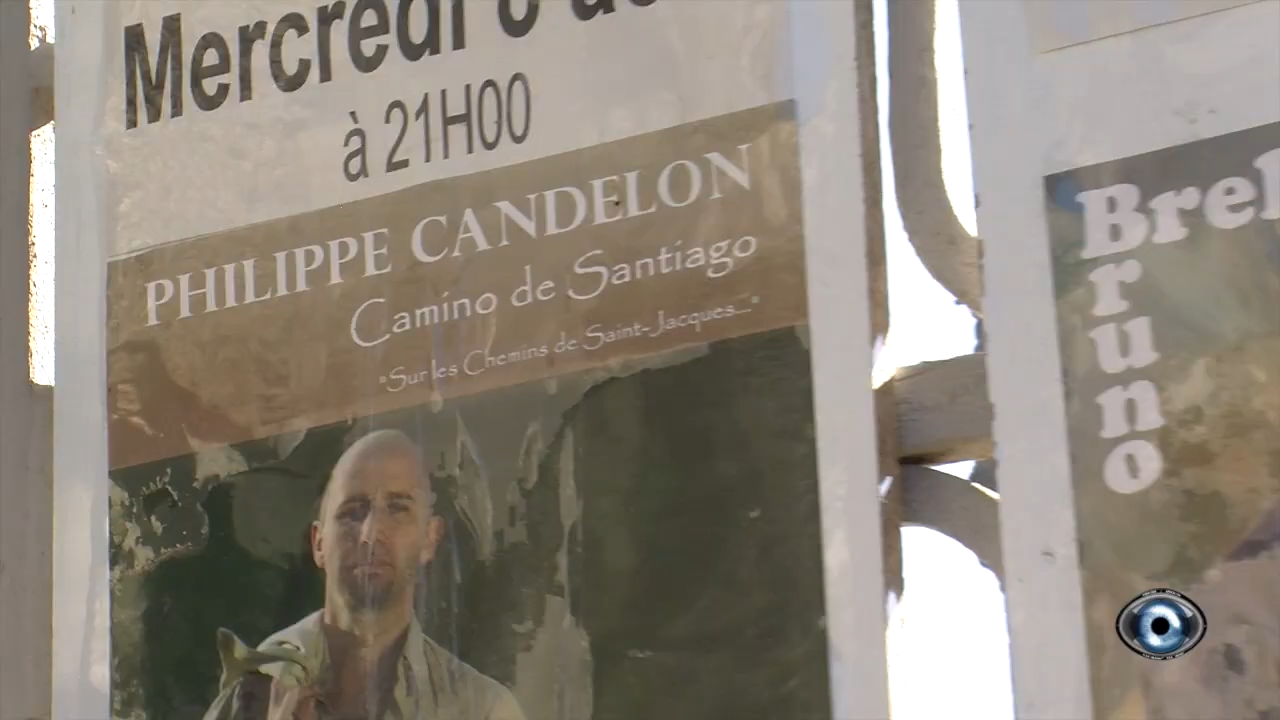 Mercredi
à 21H00
PHILIPPE CANDELON
Camino de Santiago
"Sur les Chemins de Saint-Jacques..."
Brel
Bruno